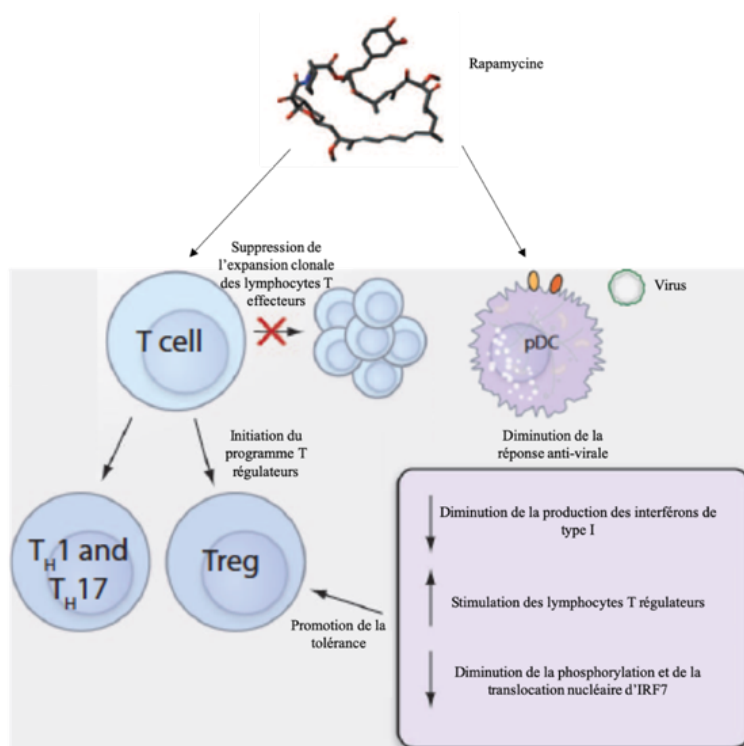 Rapamycine
Suppression de
l'expansion clonale
des lymphocytes T
effecteurs
Virus
T cell
pDC
Initiation du
programme T
régulateurs
Diminution de la
réponse anti-virale
Diminution de la production des interférons de
type I
TH1 and
TH17
Treg
Stimulation des lymphocytes T régulateurs
Promotion de la
tolérance
Diminution de la phosphorylation et de la
translocation nucléaire d'IRF7